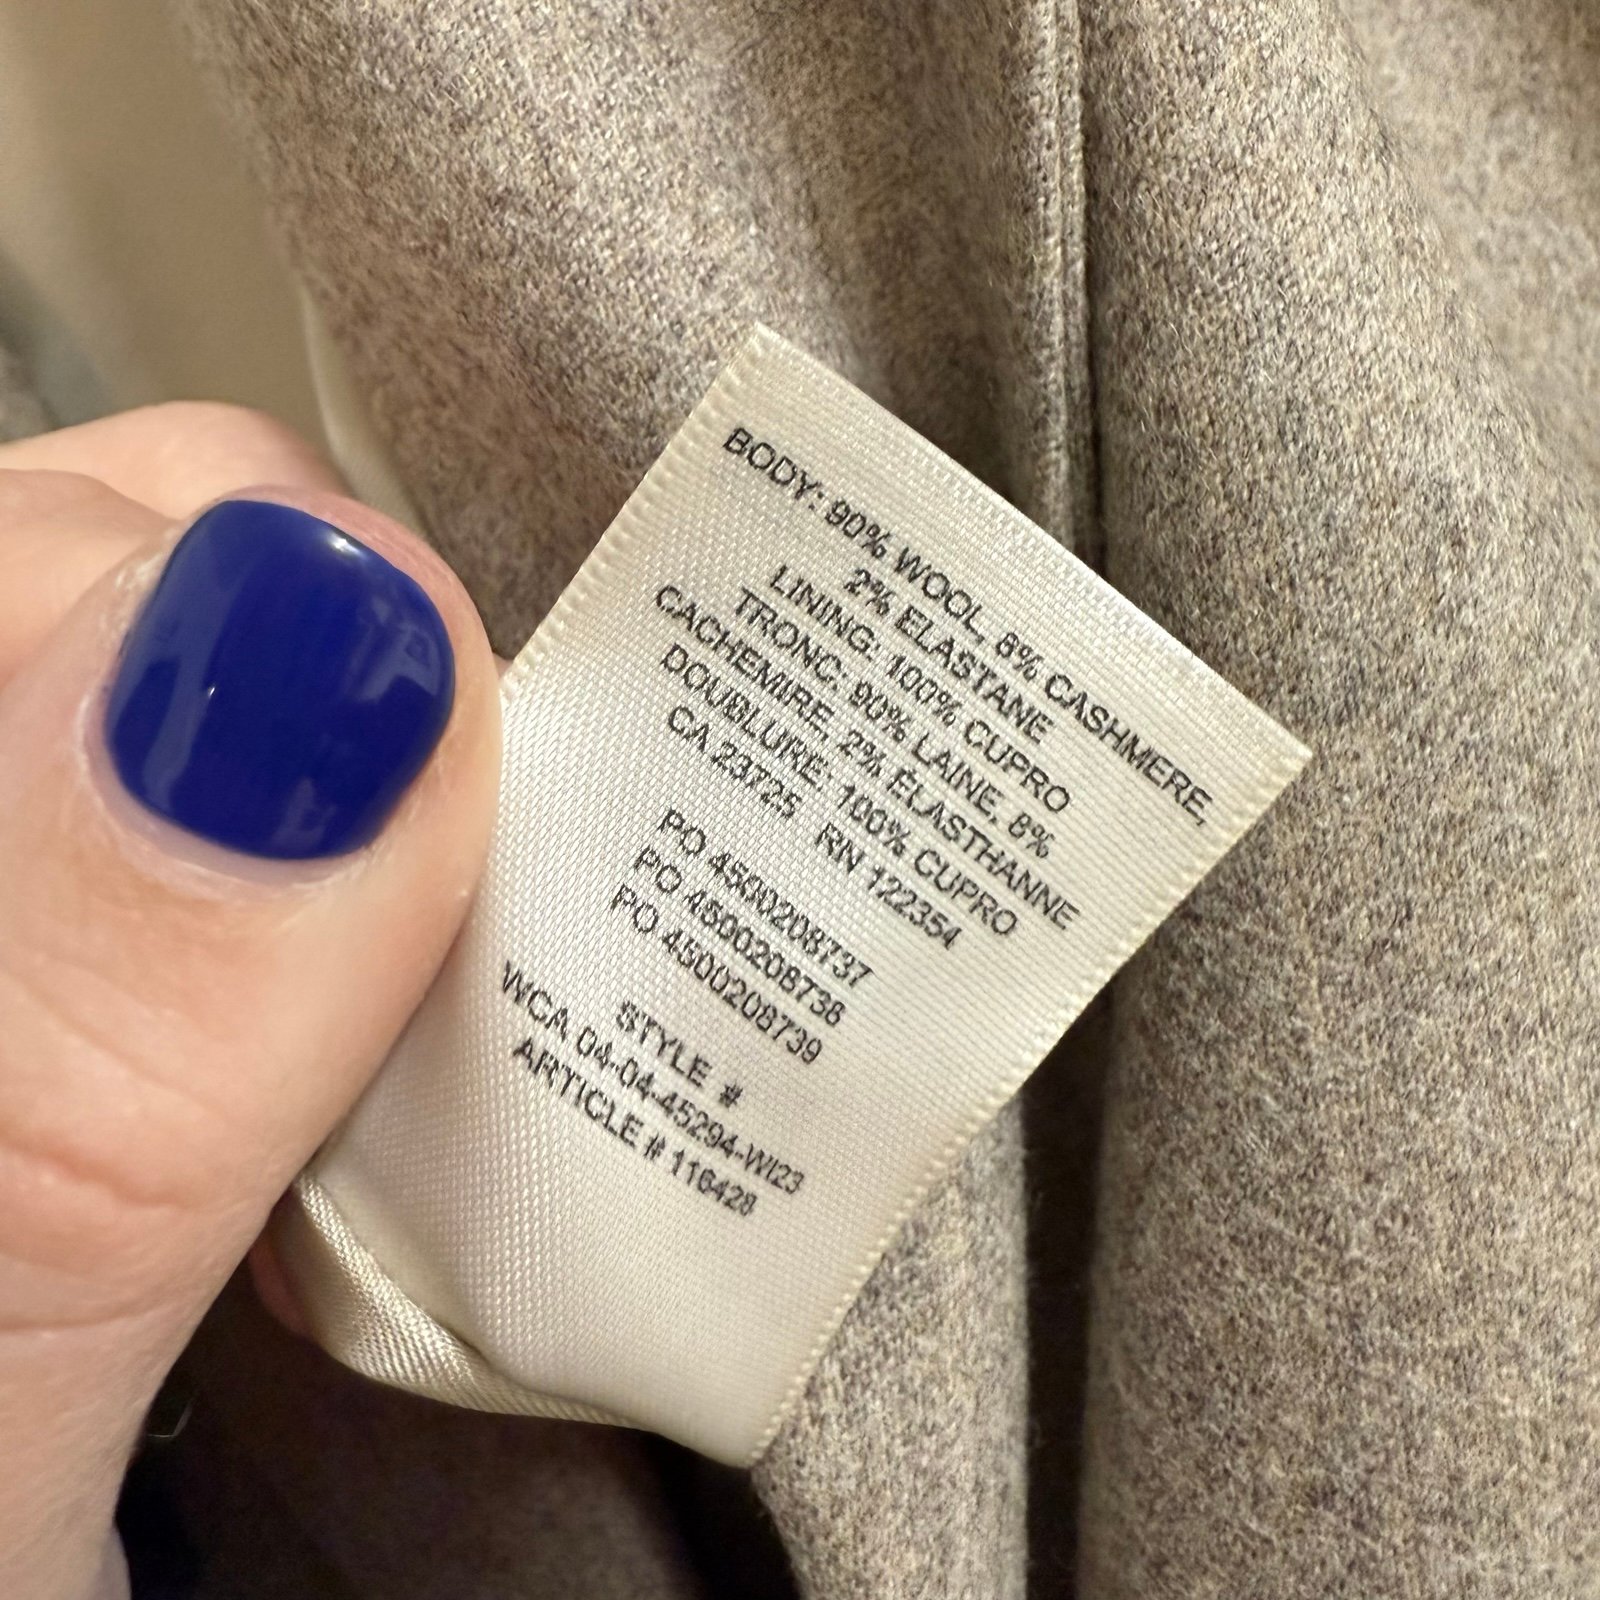 BODY: 90% WOOL, 8% CASHMERE,
2% ELASTANE
LINING: 100% CUPRO
TRONC: 90% LAINE, 8%
CACHEMIRE, 2% ÉLASTHANNE
DOUBLURE: 100% CUPRO
CA 23725 RN 122354
PO 4500208737
PO 4500208738
PO 4500208739
STYLE #
WCA 04-04-45294-WI23
ARTICLE # 116428